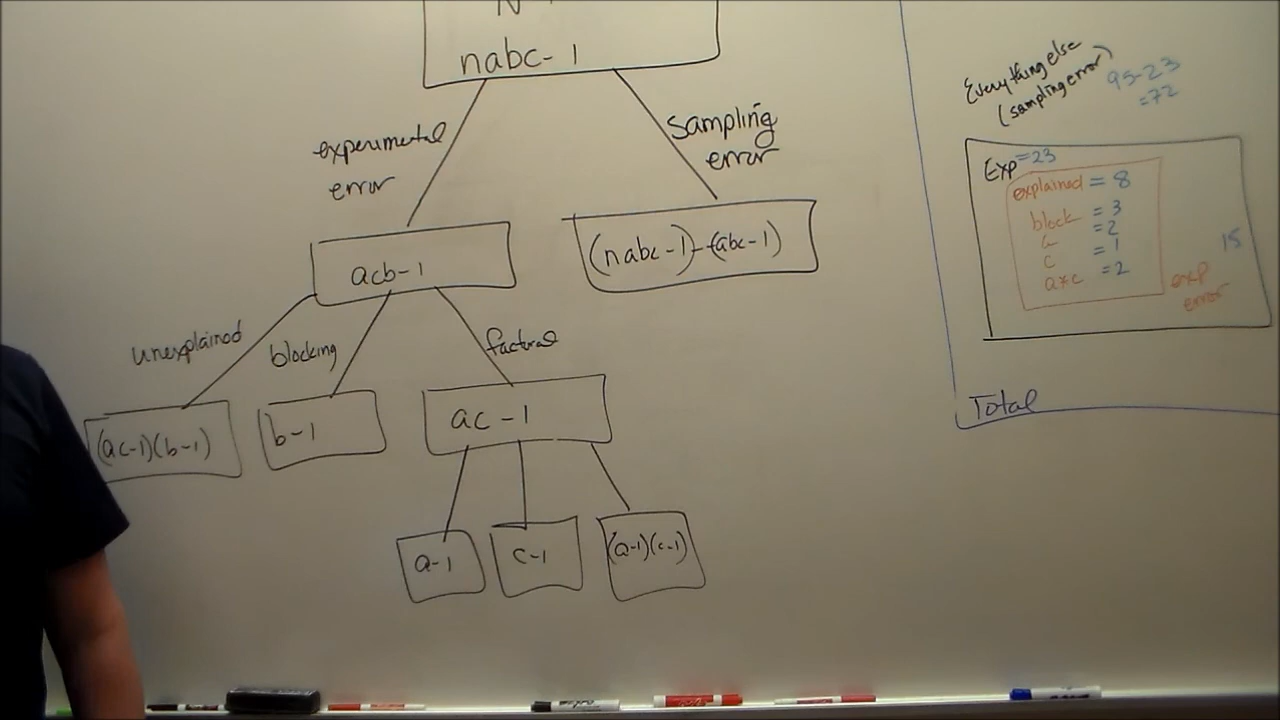 nabc-1
experimental
error
Sampling
error
acb-1
(nabc-1)-(abc-1)
unexplained
blocking
factorial
(ac-1)(b-1)
b-1
ac-1
a-1
c-1
(a-1)(c-1)
Everything else
(sampling error)
95-23
=72
Exp=23
explained = 8
block = 3
a =2
c =1
a*c =2
15
exp
error
Total